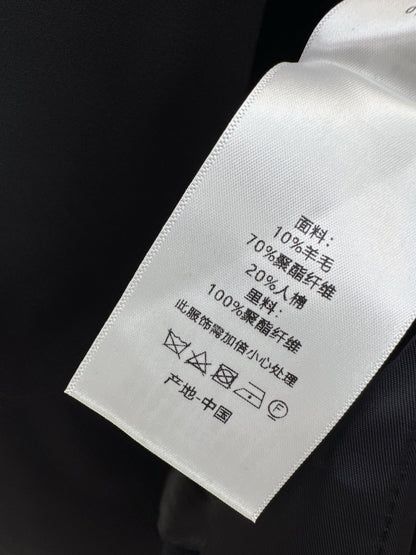 面料:
10%羊毛
70%聚酯纤维
20%人棉
里料:
100%聚酯纤维
此服饰需加倍小心处理
F
产地-中国